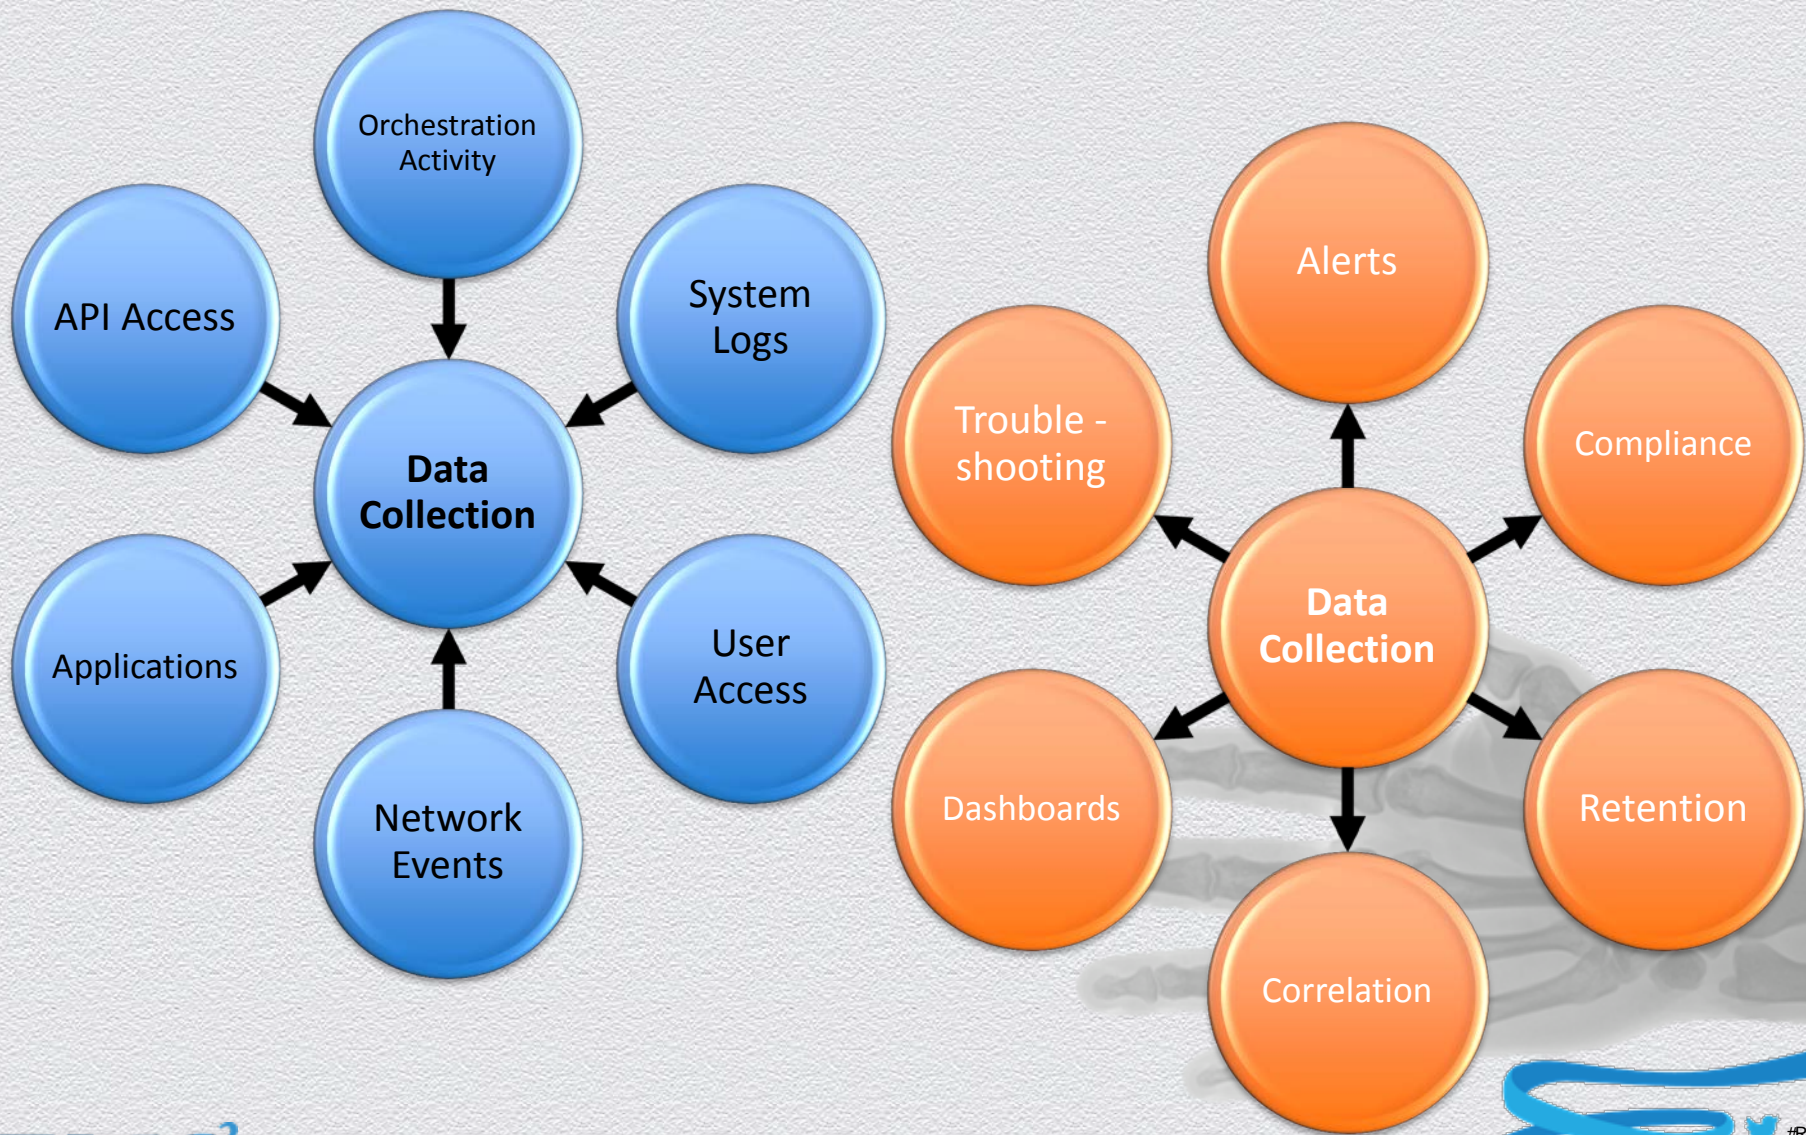 Orchestration
Activity
API Access
System
Logs
Data
Collection
Applications
User
Access
Network
Events
Alerts
Trouble -
shooting
Compliance
Data
Collection
Dashboards
Retention
Correlation